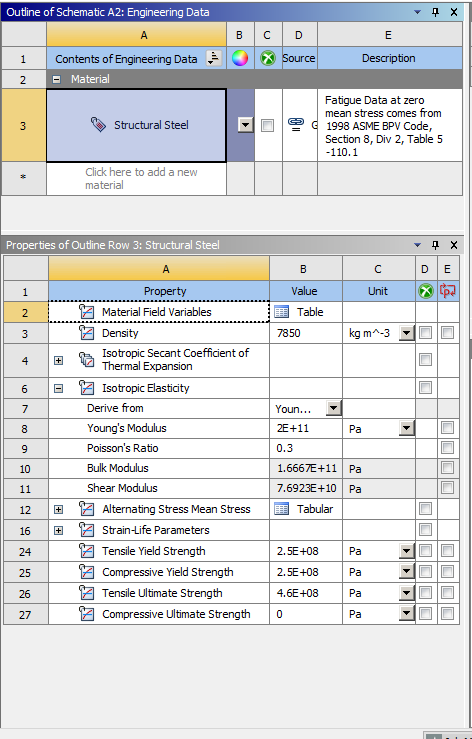 Outline of Schematic A2: Engineering Data
A B C D E
1 Contents of Engineering Data Source Description
2 Material
3 Structural Steel G Fatigue Data at zero
mean stress comes from
1998 ASME BPV Code,
Section 8, Div 2, Table 5
-110.1
* Click here to add a new
material
Properties of Outline Row 3: Structural Steel
A B C D E
1 Property Value Unit
2 Material Field Variables Table
3 Density 7850 kg m^-3
4 Isotropic Secant Coefficient of
Thermal Expansion
6 Isotropic Elasticity
7 Derive from Youn...
8 Young's Modulus 2E+11 Pa
9 Poisson's Ratio 0.3
10 Bulk Modulus 1.6667E+11 Pa
11 Shear Modulus 7.6923E+10 Pa
12 Alternating Stress Mean Stress Tabular
16 Strain-Life Parameters
24 Tensile Yield Strength 2.5E+08 Pa
25 Compressive Yield Strength 2.5E+08 Pa
26 Tensile Ultimate Strength 4.6E+08 Pa
27 Compressive Ultimate Strength 0 Pa